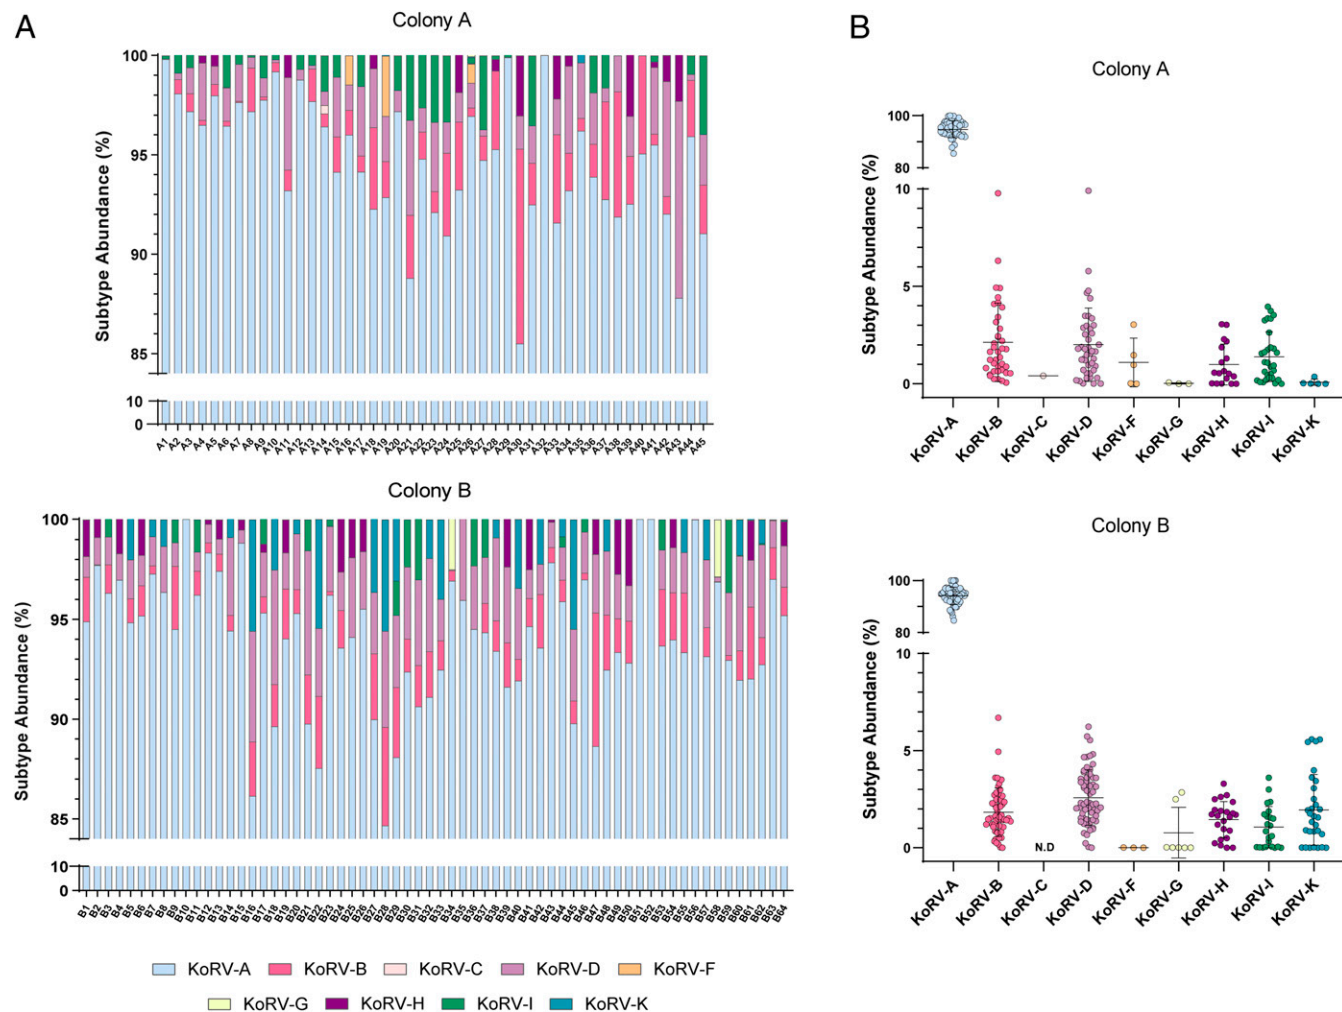 A
Colony A
Subtype Abundance (%)
100
95
90
85
10
0
A1 A2 A3 A4 A5 A6 A7 A8 A9 A10 A11 A12 A13 A14 A15 A16 A17 A18 A19 A20 A21 A22 A23 A24 A25 A26 A27 A28 A29 A30 A31 A32 A33 A34 A35 A36 A37 A38 A39 A40 A41 A42 A43 A44 A45
Colony B
Subtype Abundance (%)
100
95
90
85
10
0
B1 B2 B3 B4 B5 B6 B7 B8 B9 B10 B11 B12 B13 B14 B15 B16 B17 B18 B19 B20 B21 B22 B23 B24 B25 B26 B27 B28 B29 B30 B31 B32 B33 B34 B35 B36 B37 B38 B39 B40 B41 B42 B43 B44 B45 B46 B47 B48 B49 B50 B51 B52 B53 B54 B55 B56 B57 B58 B59 B60 B61 B62 B63 B64
KoRV-A KoRV-B KoRV-C KoRV-D KoRV-F
KoRV-G KoRV-H KoRV-I KoRV-K
B
Colony A
Subtype Abundance (%)
100
80
10
5
0
KoRV-A KoRV-B KoRV-C KoRV-D KoRV-F KoRV-G KoRV-H KoRV-I KoRV-K
Colony B
Subtype Abundance (%)
100
80
10
5
0
N.D
KoRV-A KoRV-B KoRV-C KoRV-D KoRV-F KoRV-G KoRV-H KoRV-I KoRV-K